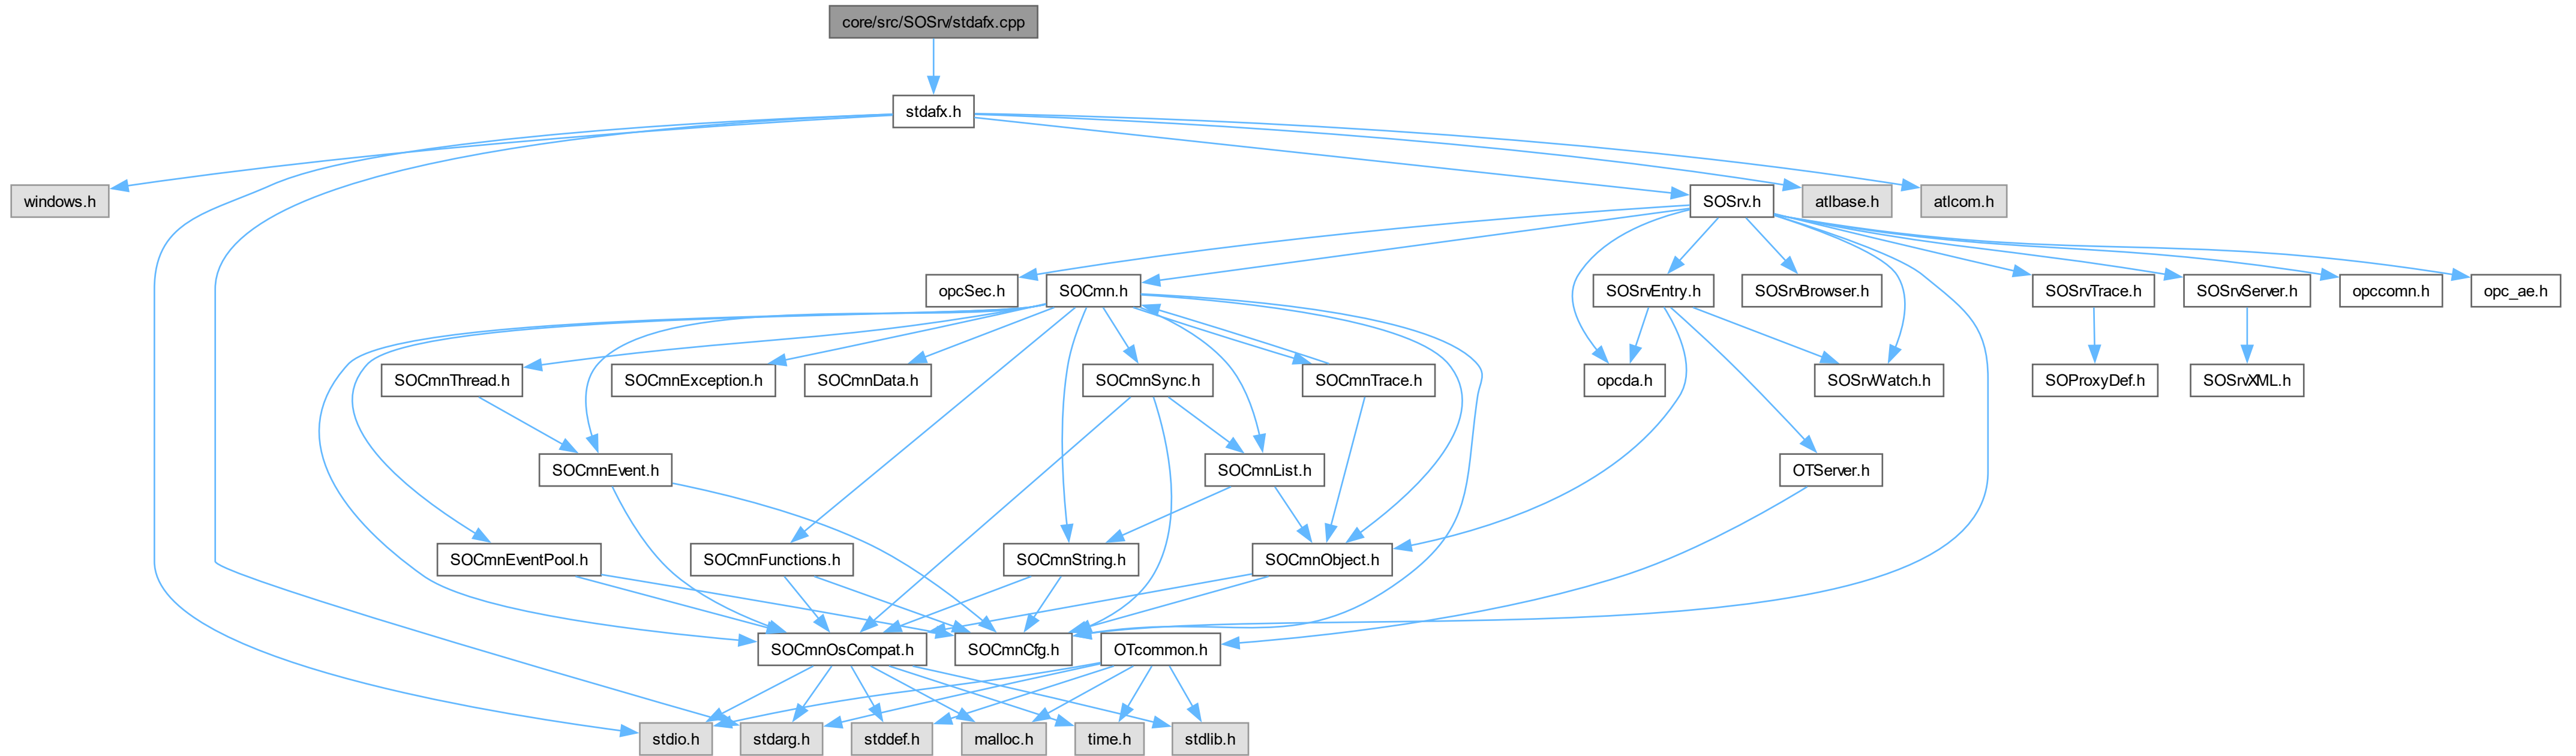 core/src/SOSrv/stdafx.cpp
stdafx.h
windows.h
SOSrv.h
atlbase.h
atlcom.h
opcSec.h
SOCmn.h
SOSrvEntry.h
SOSrvBrowser.h
SOSrvTrace.h
SOSrvServer.h
opccomn.h
opc_ae.h
SOCmnThread.h
SOCmnException.h
SOCmnData.h
SOCmnSync.h
SOCmnTrace.h
opcda.h
SOSrvWatch.h
SOProxyDef.h
SOSrvXML.h
SOCmnEvent.h
SOCmnList.h
OTServer.h
SOCmnEventPool.h
SOCmnFunctions.h
SOCmnString.h
SOCmnObject.h
SOCmnOsCompat.h
SOCmnCfg.h
OTcommon.h
stdio.h
stdarg.h
stddef.h
malloc.h
time.h
stdlib.h